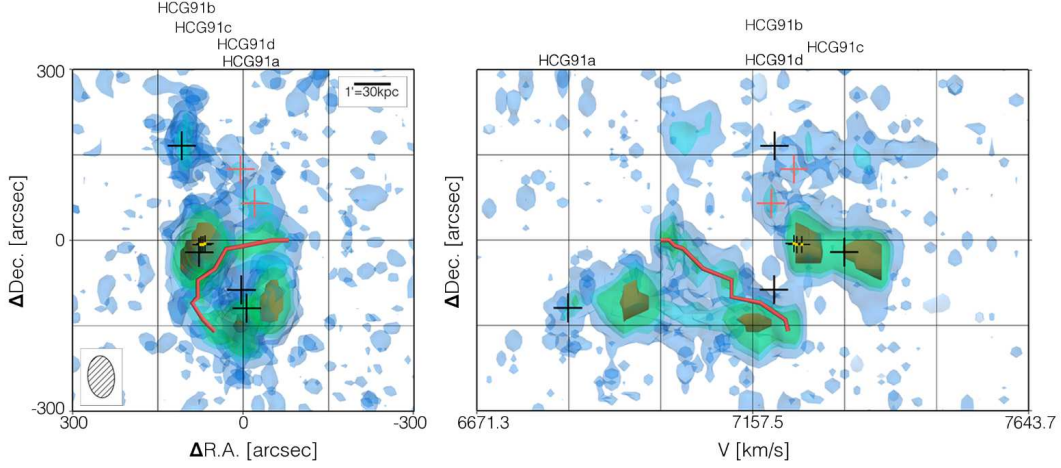 HCG91b
HCG91c
HCG91d
HCG91a
HCG91b
HCG91c
HCG91a
HCG91d
300
1'=30kpc
ΔDec. [arcsec]
0
-300
300
0
-300
ΔR.A. [arcsec]
ΔDec. [arcsec]
6671.3
7157.5
7643.7
V [km/s]